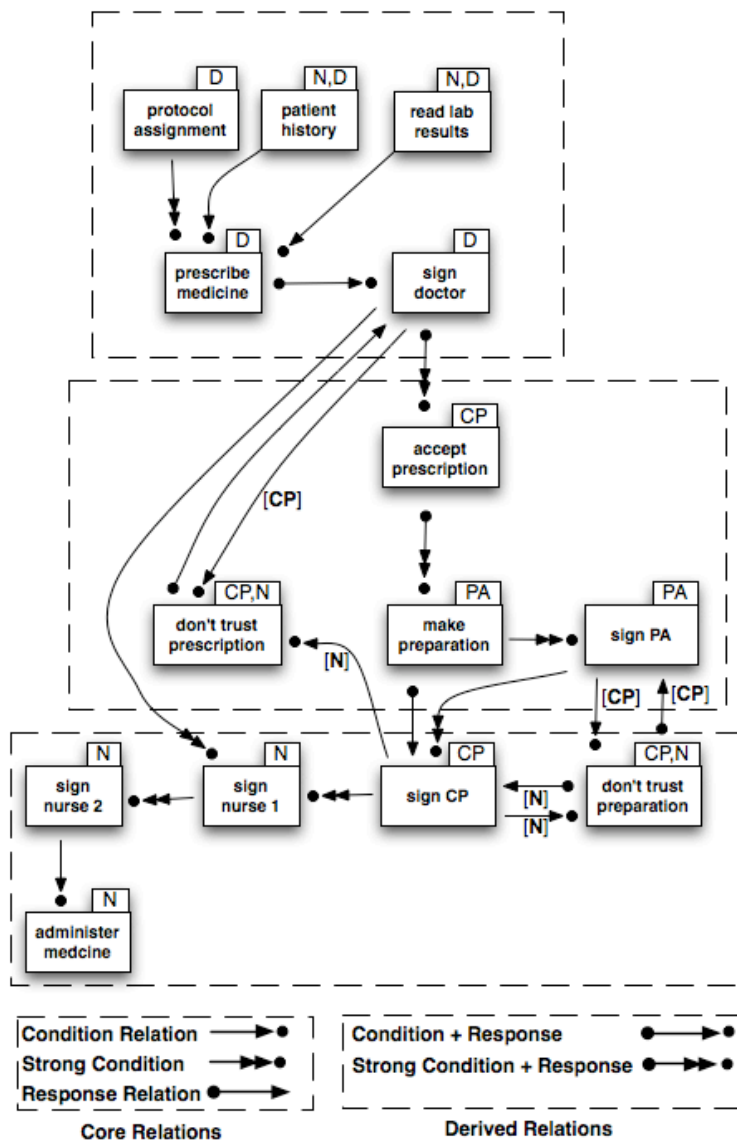 D
protocol
assignment
N,D
patient
history
N,D
read lab
results
D
prescribe
medicine
D
sign
doctor
CP
accept
prescription
[CP]
CP,N
don't trust
prescription
PA
make
preparation
PA
sign PA
[N]
[CP]
[CP]
N
sign
nurse 2
N
sign
nurse 1
CP
sign CP
CP,N
don't trust
preparation
[N]
[N]
N
administer
medcine
Condition Relation
Strong Condition
Response Relation
Core Relations
Condition + Response
Strong Condition + Response
Derived Relations